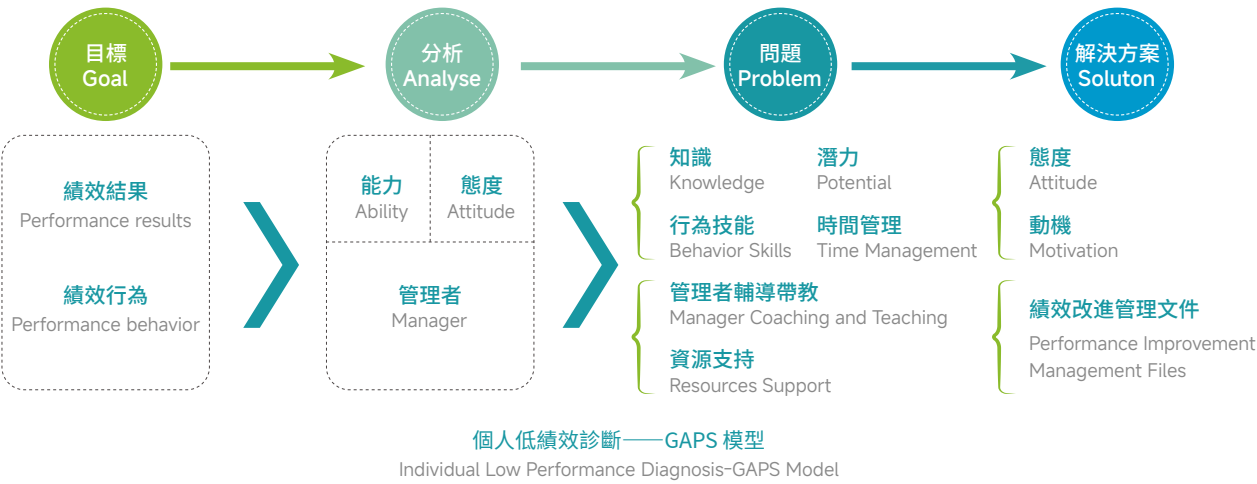 目標
Goal
分析
Analyse
問題
Problem
解決方案
Soluton
績效結果
Performance results
績效行為
Performance behavior
能力
Ability
態度
Attitude
管理者
Manager
知識
Knowledge
潛力
Potential
行為技能
Behavior Skills
時間管理
Time Management
管理者輔導帶教
Manager Coaching and Teaching
資源支持
Resources Support
態度
Attitude
動機
Motivation
績效改進管理文件
Performance Improvement
Management Files
個人低績效診斷——GAPS 模型
Individual Low Performance Diagnosis-GAPS Model